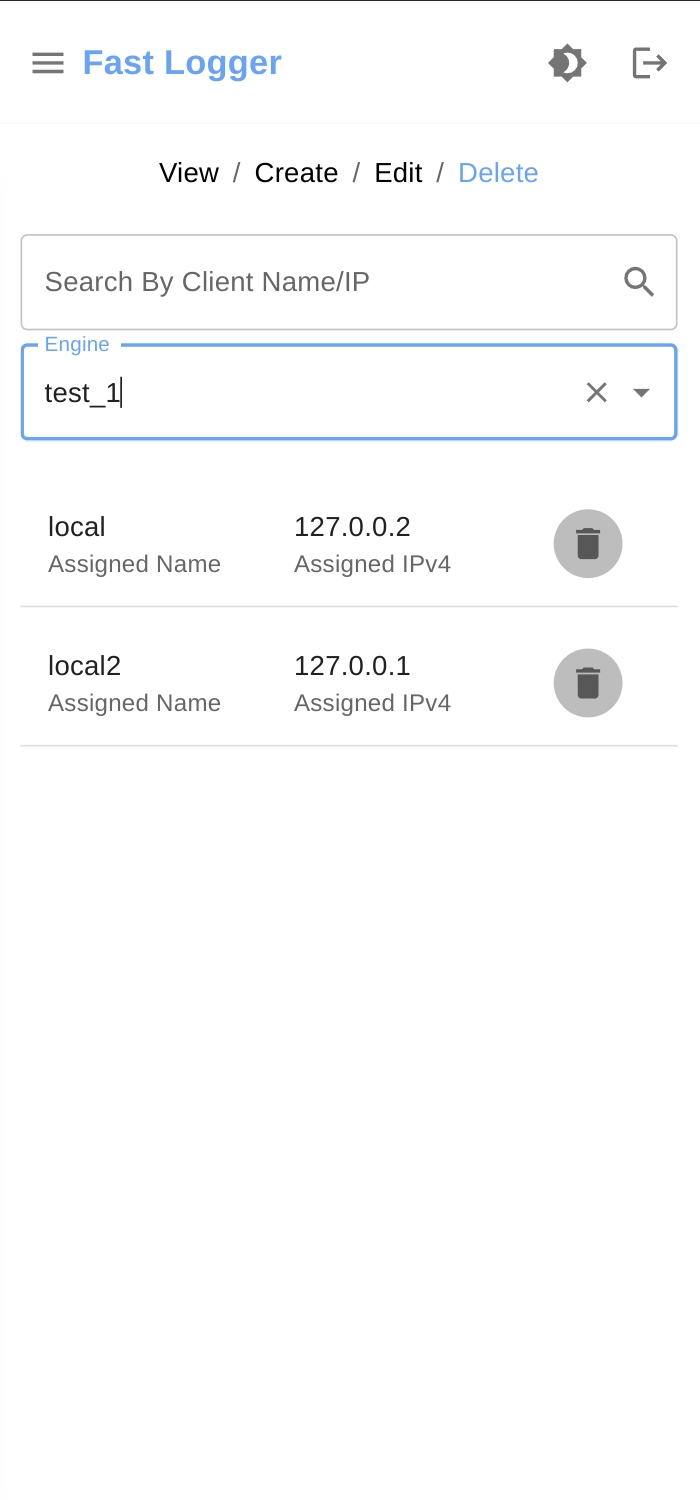 Fast Logger
View / Create / Edit / Delete
Search By Client Name/IP
Engine
test_1
local 127.0.0.2
Assigned Name Assigned IPv4
local2 127.0.0.1
Assigned Name Assigned IPv4